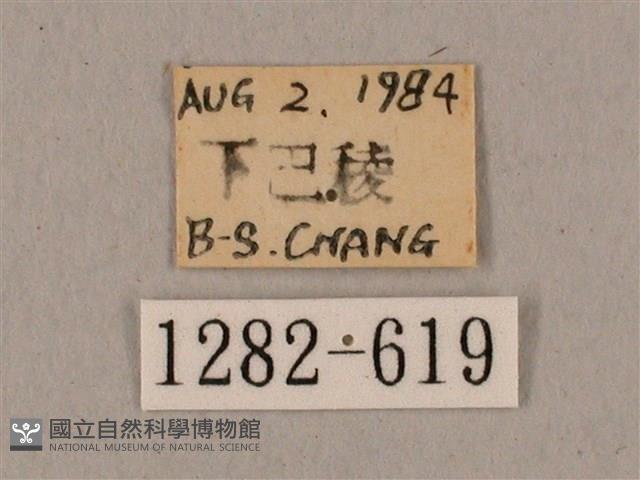 AUG 2. 1984
下巴稜
B-S. CHANG
1282-619
國立自然科學博物館
NATIONAL MUSEUM OF NATURAL SCIENCE